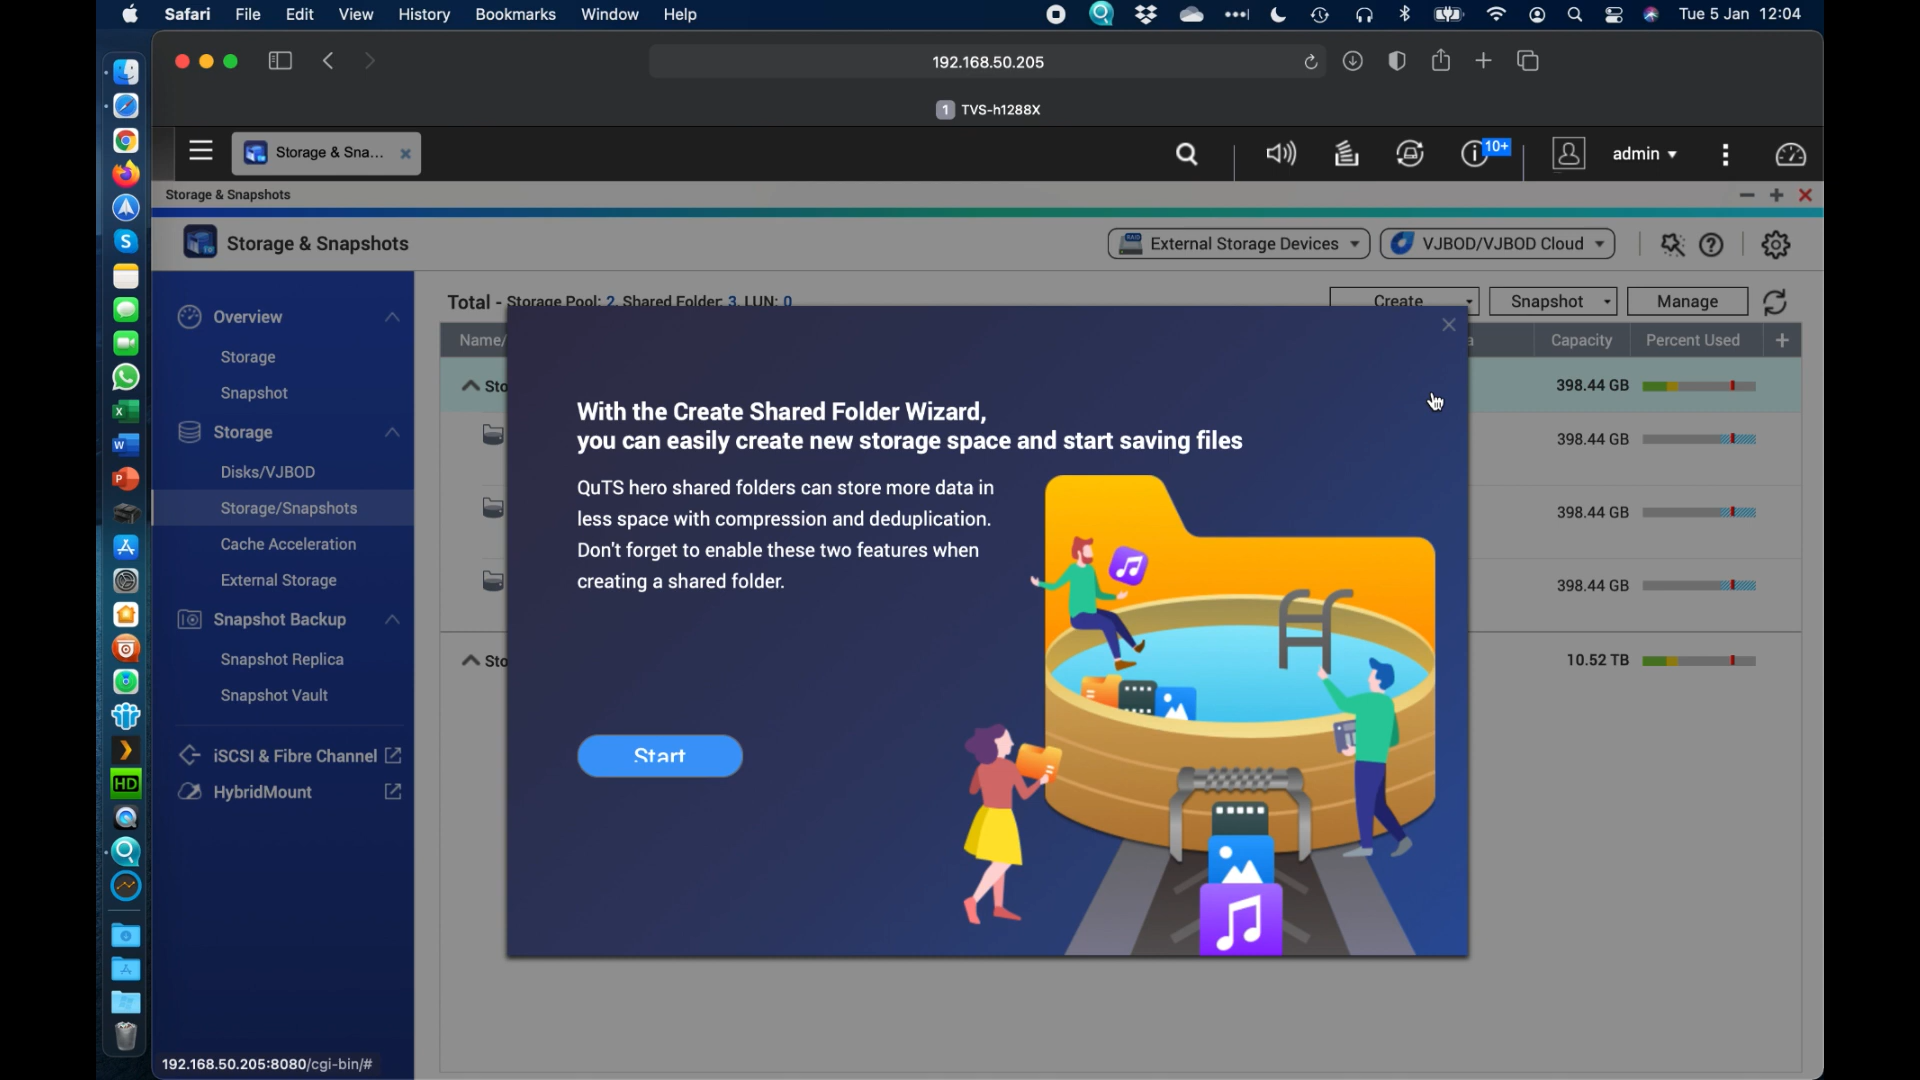 Safari File Edit View History Bookmarks Window Help Tue 5 Jan 12:04
192.168.50.205
1 TVS-h1288X
Storage & Sna... 10+ admin
Storage & Snapshots
Storage & Snapshots External Storage Devices VJBOD/VJBOD Cloud
Overview
Storage
Snapshot
Storage
Disks/VJBOD
Storage/Snapshots
Cache Acceleration
External Storage
Snapshot Backup
Snapshot Replica
Snapshot Vault
iSCSI & Fibre Channel
HybridMount
192.168.50.205:8080/cgi-bin/#
Total - Storage Pool: 2, Shared Folder: 3, LUN: 0 Create Snapshot Manage
Name/ Capacity Percent Used
Sto 398.44 GB
398.44 GB
398.44 GB
398.44 GB
Sto 10.52 TB
With the Create Shared Folder Wizard,
you can easily create new storage space and start saving files
QuTS hero shared folders can store more data in
less space with compression and deduplication.
Don't forget to enable these two features when
creating a shared folder.
Start
HD